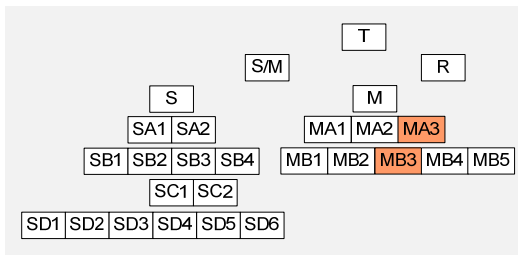 T
S/M R
S M
SA1 SA2 MA1 MA2 MA3
SB1 SB2 SB3 SB4 MB1 MB2 MB3 MB4 MB5
SC1 SC2
SD1 SD2 SD3 SD4 SD5 SD6